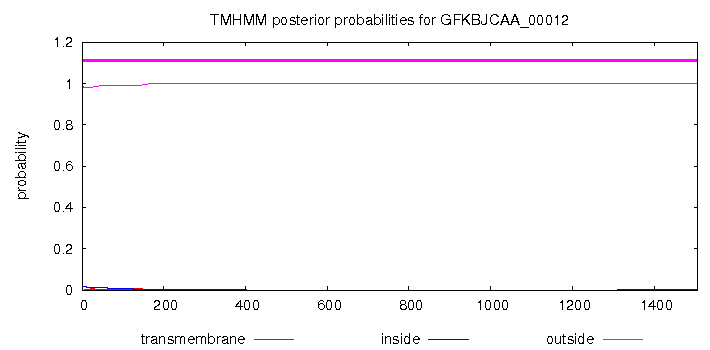 TMHMM posterior probabilities for GFKBJCAA_00012
1.2
1
0.8
0.6
0.4
0.2
0
probability
0 200 400 600 800 1000 1200 1400
transmembrane inside outside